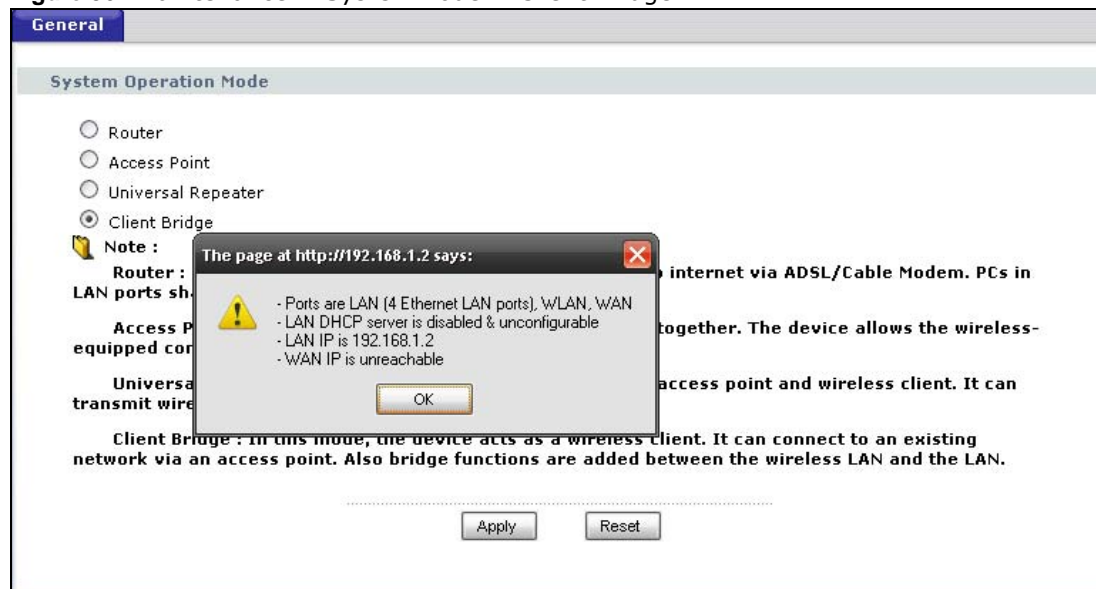 General
System Operation Mode
Router
Access Point
Universal Repeater
Client Bridge
Note :
Router :
internet via ADSL/Cable Modem. PCs in
LAN ports
Access
together. The device allows the wireless-
equipped
access point and wireless client. It can
transmit
Client Bridge : In this mode, the device acts as a wireless client. It can connect to an existing
network via an access point. Also bridge functions are added between the wireless LAN and the LAN.
The page at http://192.168.1.2 says:
- Ports are LAN (4 Ethernet LAN ports), WLAN, WAN
- LAN DHCP server is disabled & unconfigurable
- LAN IP is 192.168.1.2
- WAN IP is unreachable
OK
Apply
Reset